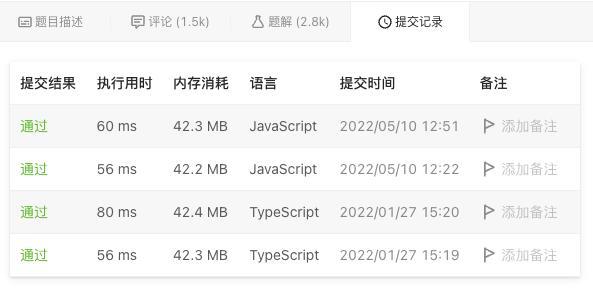 题目描述 评论 (1.5k) 题解 (2.8k) 提交记录
提交结果 执行用时 内存消耗 语言 提交时间 备注
通过 60 ms 42.3 MB JavaScript 2022/05/10 12:51 添加备注
通过 56 ms 42.2 MB JavaScript 2022/05/10 12:22 添加备注
通过 80 ms 42.4 MB TypeScript 2022/01/27 15:20 添加备注
通过 56 ms 42.3 MB TypeScript 2022/01/27 15:19 添加备注